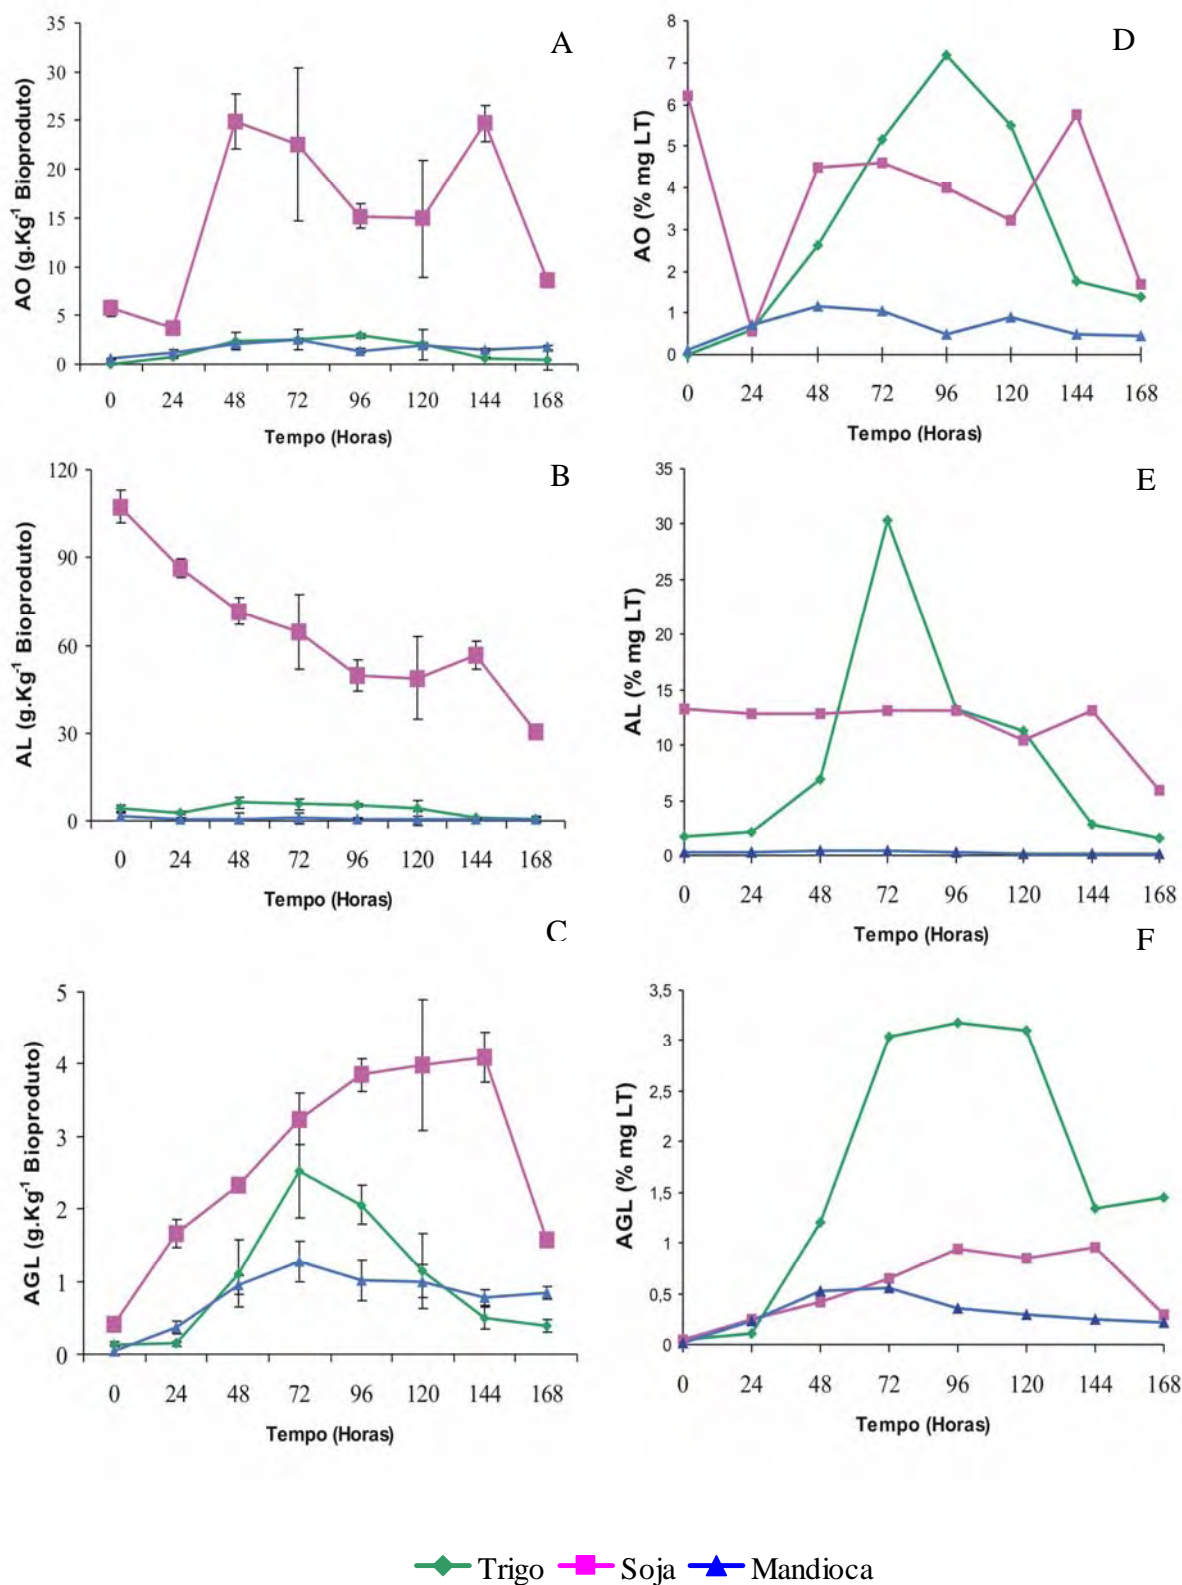 A
AO (g.Kg⁻¹ Bioproduto)
35
30
25
20
15
10
5
0
0 24 48 72 96 120 144 168
Tempo (Horas)
D
AO (% mg LT)
8
7
6
5
4
3
2
1
0
0 24 48 72 96 120 144 168
Tempo (Horas)
B
AL (g.Kg⁻¹ Bioproduto)
120
90
60
30
0
0 24 48 72 96 120 144 168
Tempo (Horas)
E
AL (% mg LT)
35
30
25
20
15
10
5
0
0 24 48 72 96 120 144 168
Tempo (Horas)
C
AGL (g.Kg⁻¹ Bioproduto)
5
4
3
2
1
0
0 24 48 72 96 120 144 168
Tempo (Horas)
F
AGL (% mg LT)
3,5
3
2,5
2
1,5
1
0,5
0
0 24 48 72 96 120 144 168
Tempo (Horas)
Trigo Soja Mandioca